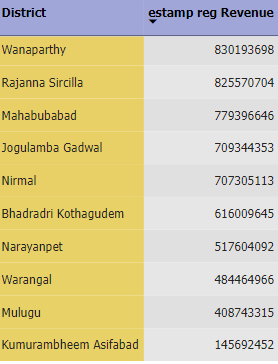 District estamp reg Revenue
Wanaparthy 830193698
Rajanna Sircilla 825570704
Mahabubabad 779396646
Jogulamba Gadwal 709344353
Nirmal 707305113
Bhadradri Kothagudem 616009645
Narayanpet 517604092
Warangal 484464966
Mulugu 408743315
Kumurambheem Asifabad 145692452